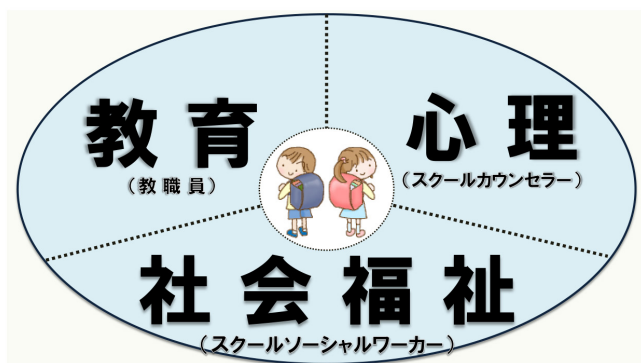 教育
（教職員）
心理
（スクールカウンセラー）
社会福祉
（スクールソーシャルワーカー）